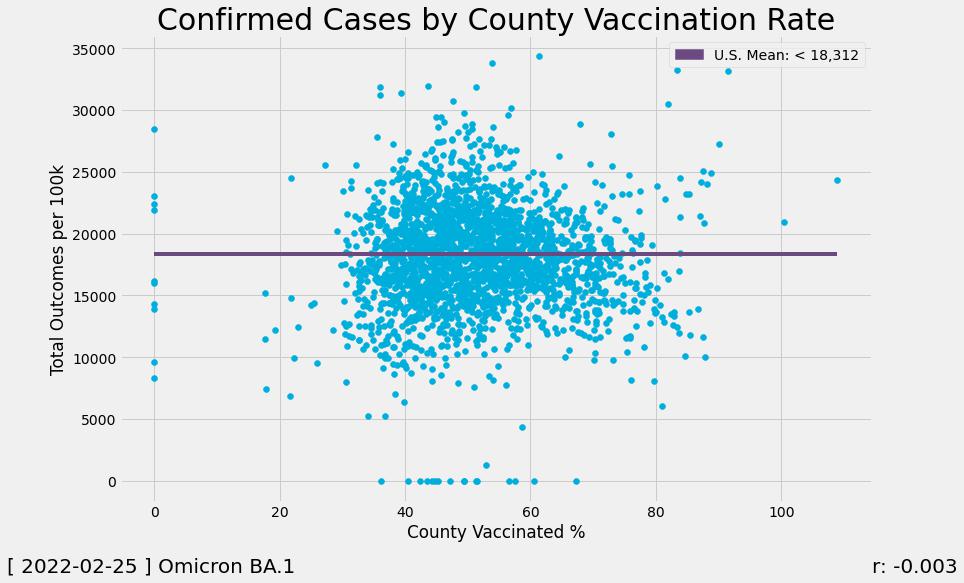 Confirmed Cases by County Vaccination Rate
U.S. Mean: < 18,312
Total Outcomes per 100k
35000
30000
25000
20000
15000
10000
5000
0
0 20 40 60 80 100
County Vaccinated %
[ 2022-02-25 ] Omicron BA.1
r: -0.003